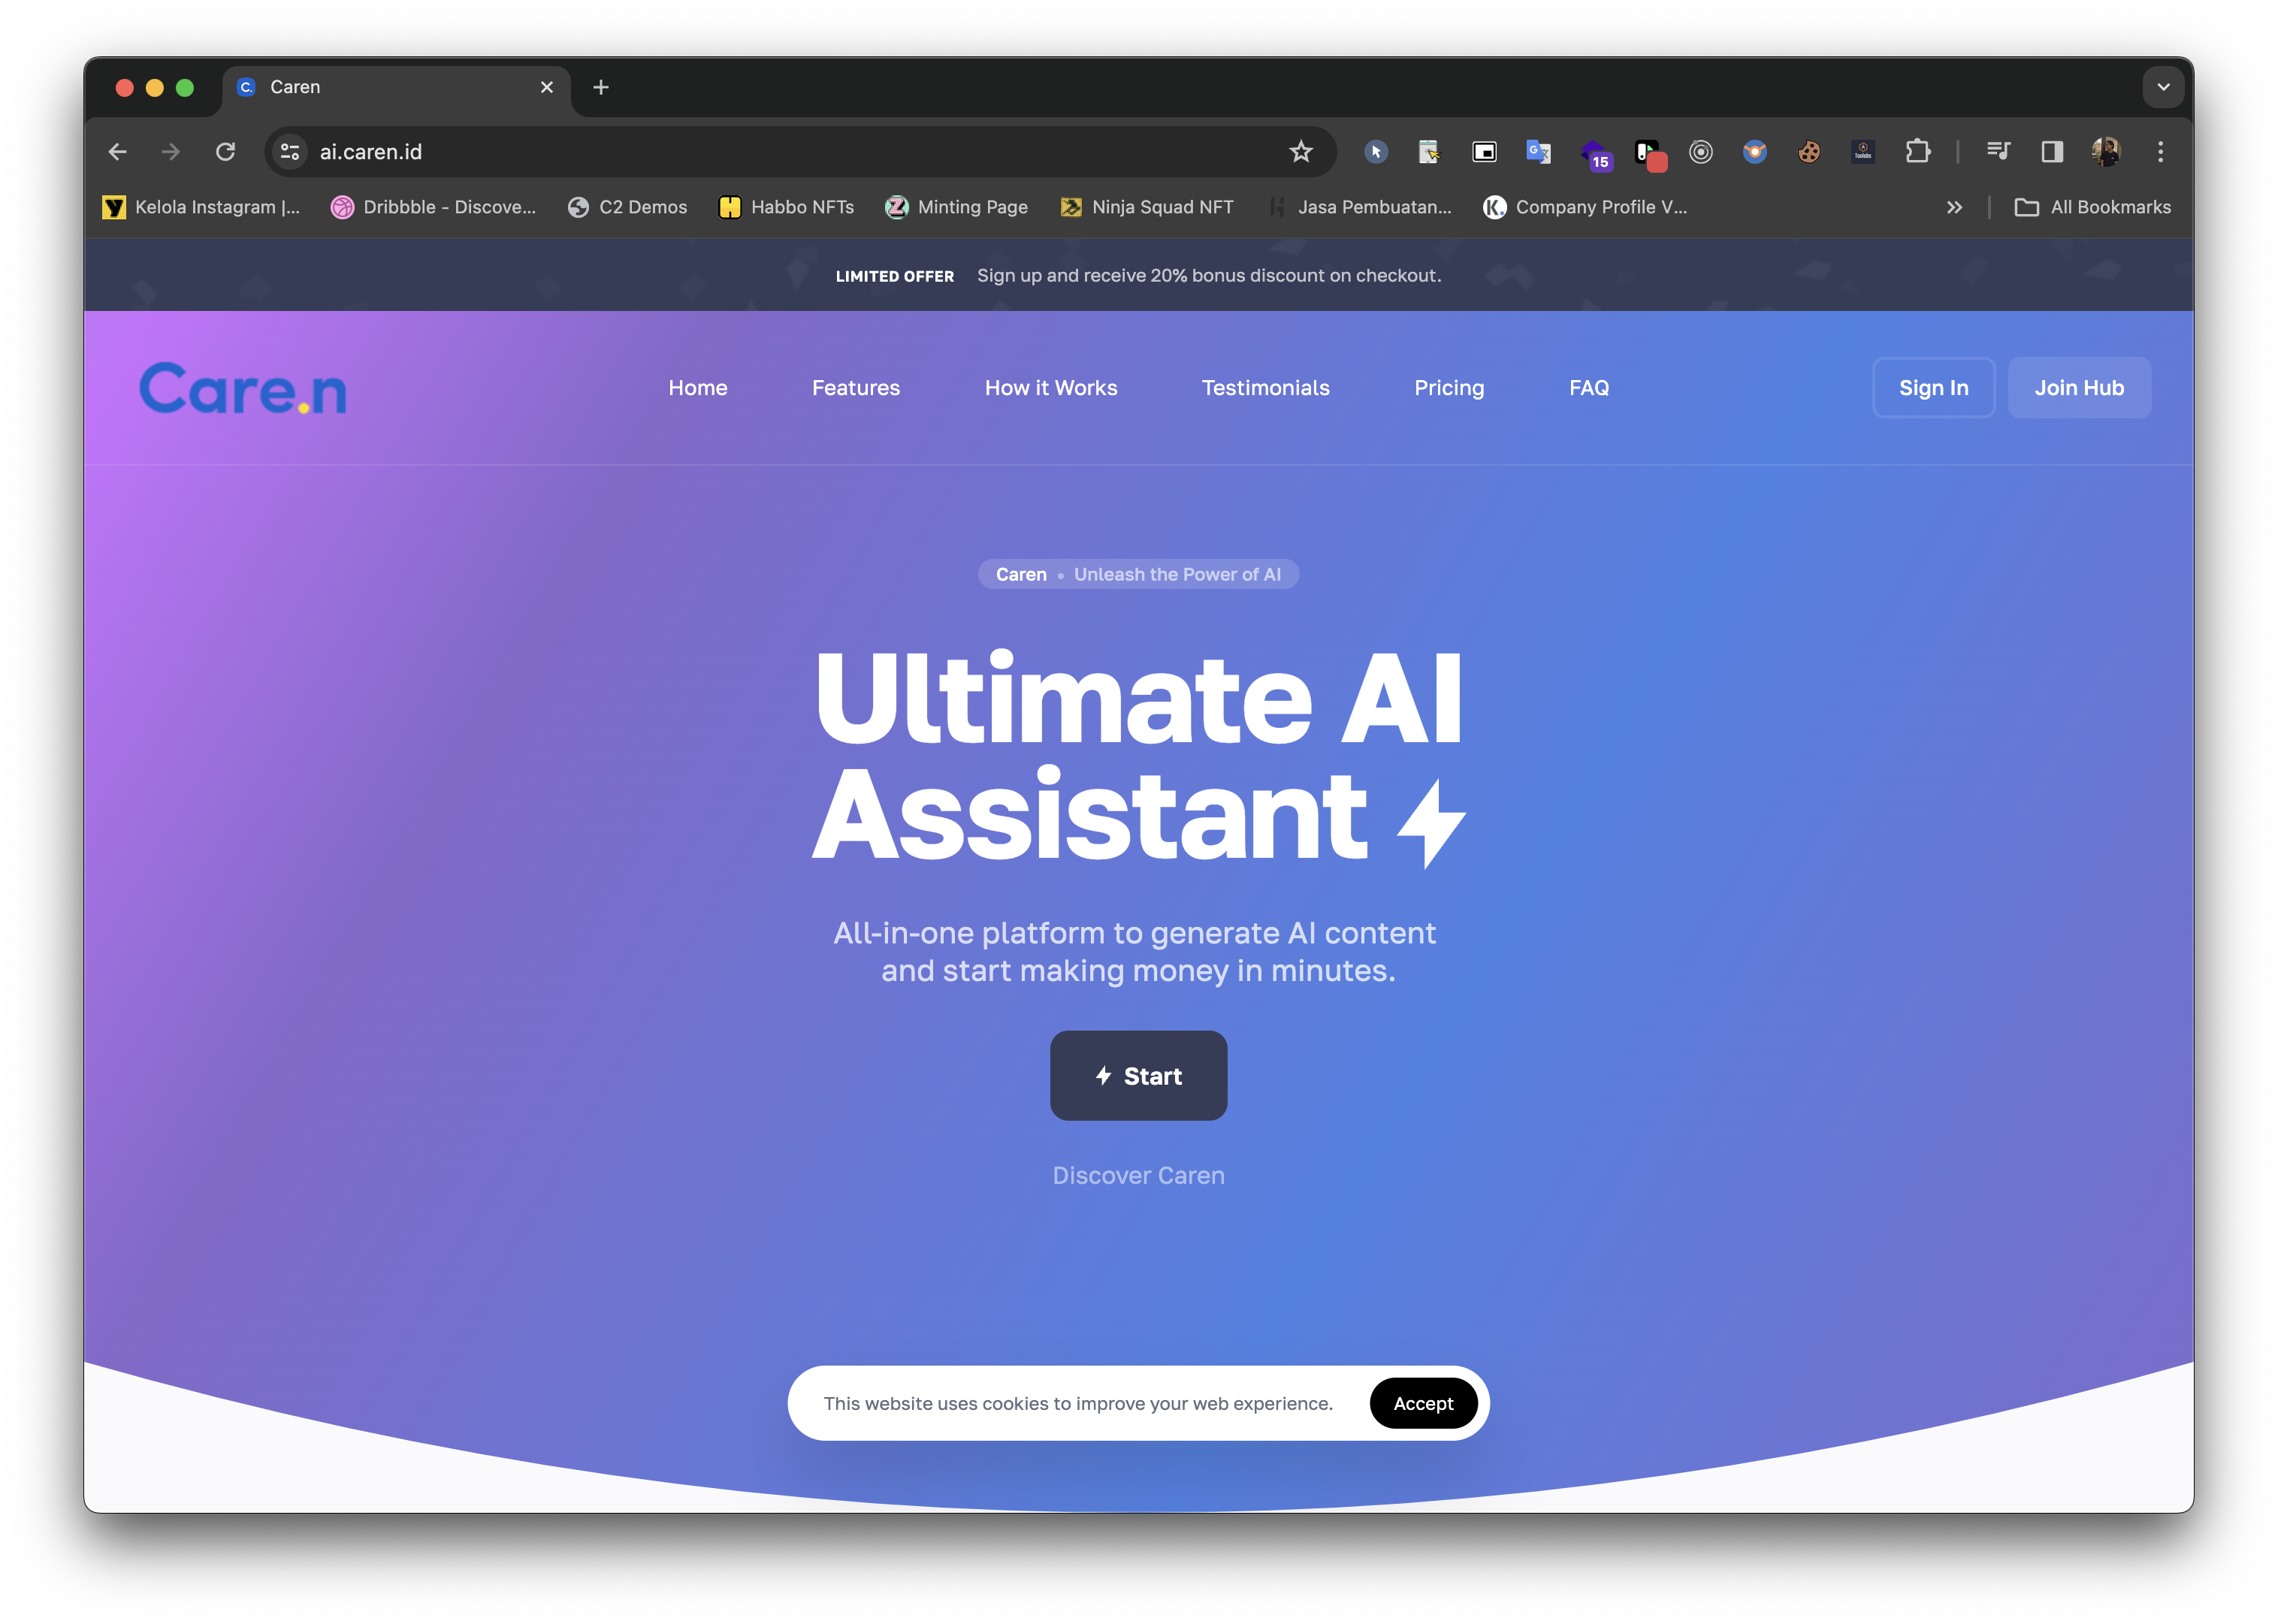 Caren
ai.caren.id
15
Kelola Instagram |...
Dribbble - Discove...
C2 Demos
Habbo NFTs
Minting Page
Ninja Squad NFT
Jasa Pembuatan...
Company Profile V...
All Bookmarks
LIMITED OFFER Sign up and receive 20% bonus discount on checkout.
Care.n
Home
Features
How it Works
Testimonials
Pricing
FAQ
Sign In
Join Hub
Caren • Unleash the Power of AI
Ultimate AI
Assistant
All-in-one platform to generate AI content
and start making money in minutes.
Start
Discover Caren
This website uses cookies to improve your web experience.
Accept